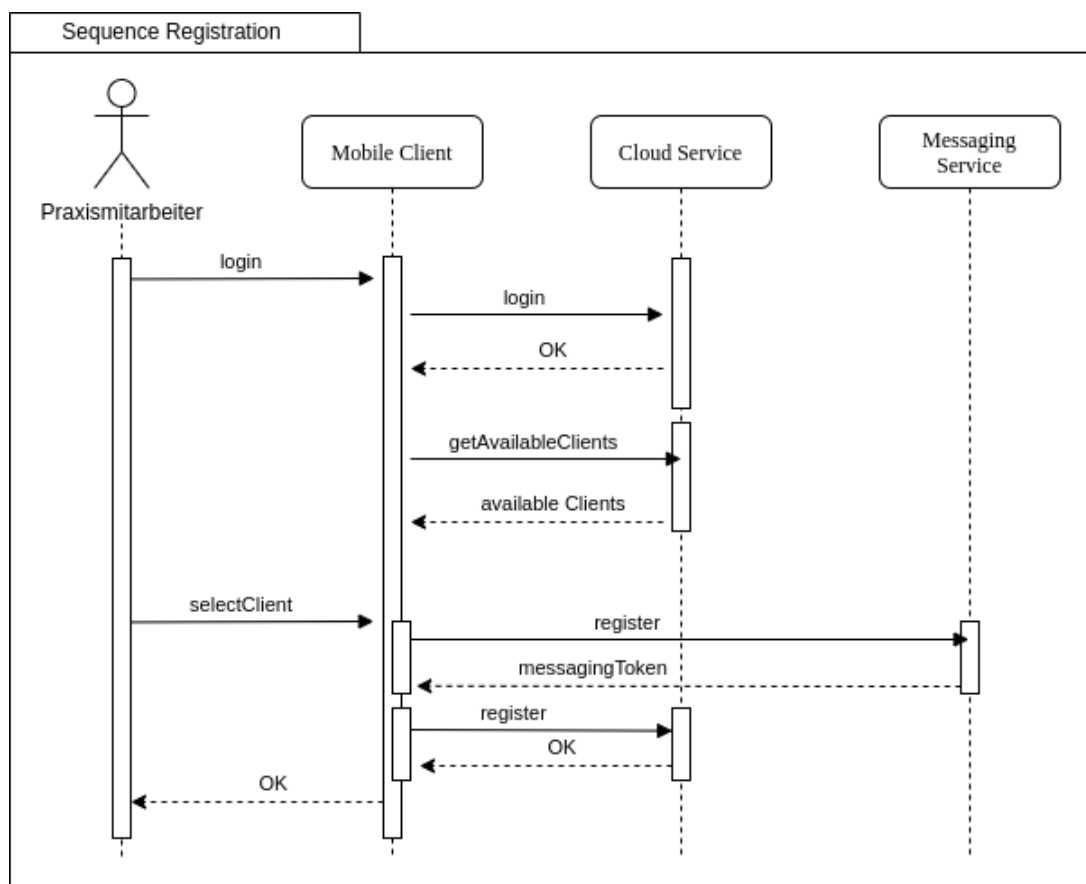 Sequence Registration
Praxismitarbeiter
Mobile Client
Cloud Service
Messaging
Service
login
login
OK
getAvailableClients
available Clients
selectClient
register
messagingToken
register
OK
OK